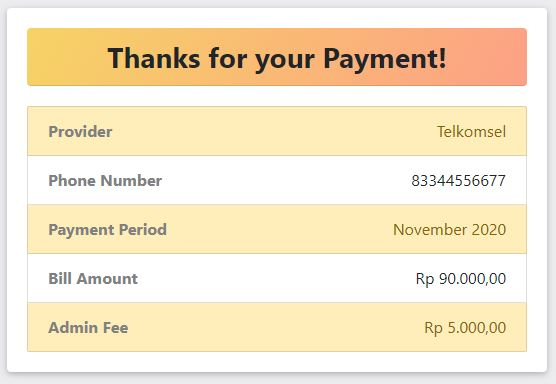 Thanks for your Payment!
Provider Telkomsel
Phone Number 83344556677
Payment Period November 2020
Bill Amount Rp 90.000,00
Admin Fee Rp 5.000,00